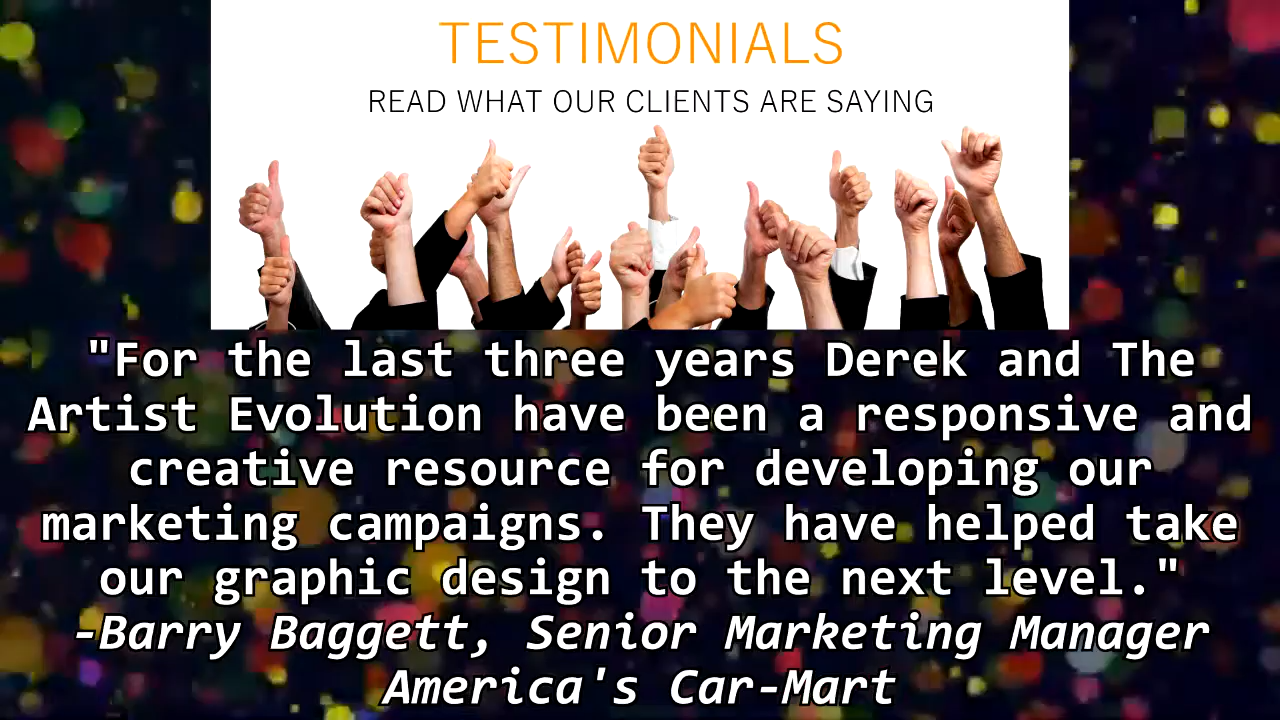 TESTIMONIALS
READ WHAT OUR CLIENTS ARE SAYING
"For the last three years Derek and The
Artist Evolution have been a responsive and
creative resource for developing our
marketing campaigns. They have helped take
our graphic design to the next level."
-Barry Baggett, Senior Marketing Manager
America's Car-Mart